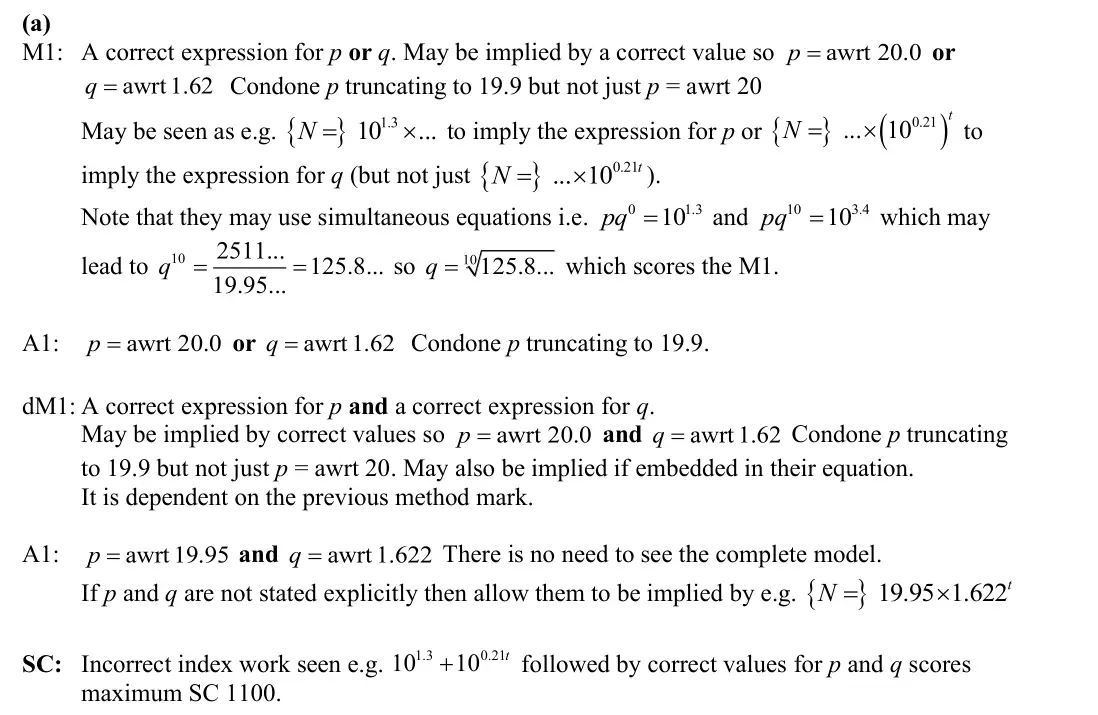 (a)
M1: A correct expression for p or q. May be implied by a correct value so p = awrt 20.0 or
q = awrt 1.62 Condone p truncating to 19.9 but not just p = awrt 20
May be seen as e.g. {N =} 10^1.3 ×... to imply the expression for p or {N =} ...×(10^0.21)^t to
imply the expression for q (but not just {N =} ...×10^0.21t).
Note that they may use simultaneous equations i.e. pq^0 = 10^1.3 and pq^10 = 10^3.4 which may
lead to q^10 = 2511.../19.95... = 125.8... so q = ¹⁰√125.8... which scores the M1.
A1: p = awrt 20.0 or q = awrt 1.62 Condone p truncating to 19.9.
dM1: A correct expression for p and a correct expression for q.
May be implied by correct values so p = awrt 20.0 and q = awrt 1.62 Condone p truncating
to 19.9 but not just p = awrt 20. May also be implied if embedded in their equation.
It is dependent on the previous method mark.
A1: p = awrt 19.95 and q = awrt 1.622 There is no need to see the complete model.
If p and q are not stated explicitly then allow them to be implied by e.g. {N =} 19.95×1.622^t
SC: Incorrect index work seen e.g. 10^1.3 + 10^0.21t followed by correct values for p and q scores
maximum SC 1100.